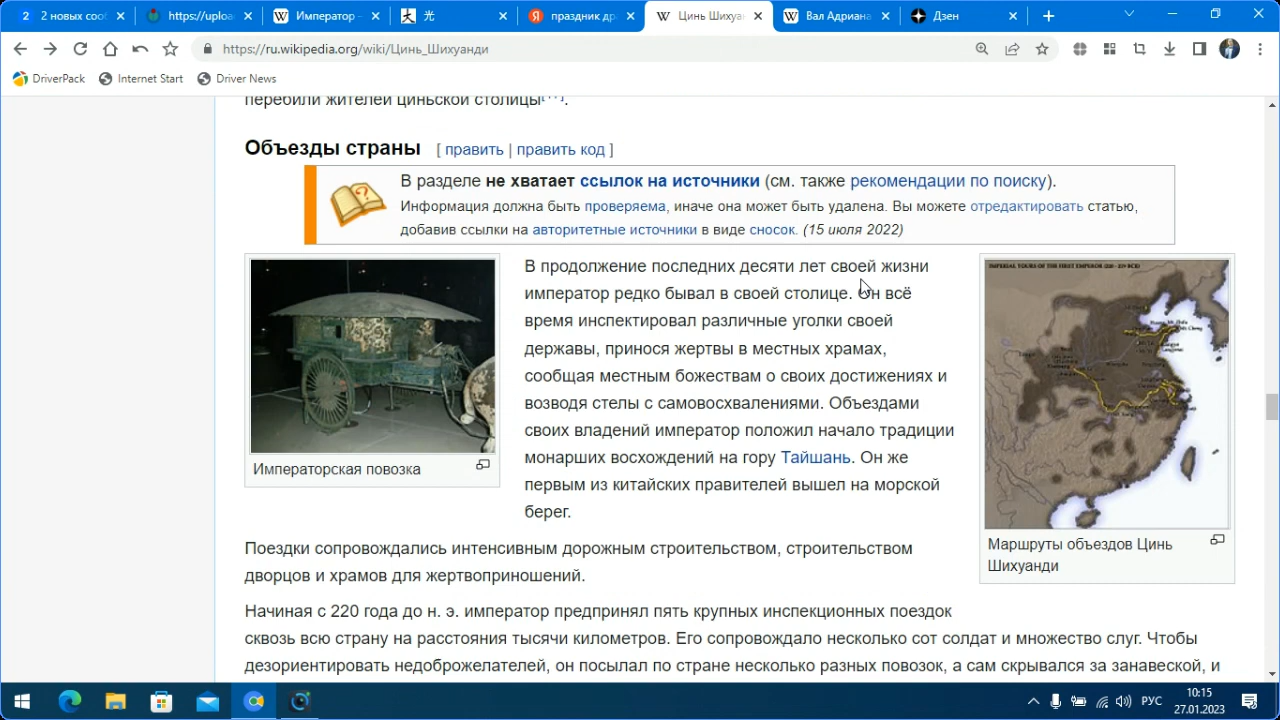 2 новых сооб
https://uploa
Император –
光
праздник др
Цинь Шихуан
Вал Адриана
Дзен
https://ru.wikipedia.org/wiki/Цинь_Шихуанди
DriverPack
Internet Start
Driver News
перебили жителей циньской столицы
Объезды страны [ править | править код ]
В разделе не хватает ссылок на источники (см. также рекомендации по поиску).
Информация должна быть проверяема, иначе она может быть удалена. Вы можете отредактировать статью,
добавив ссылки на авторитетные источники в виде сносок. (15 июля 2022)
Императорская повозка
В продолжение последних десяти лет своей жизни
император редко бывал в своей столице. Он всё
время инспектировал различные уголки своей
державы, принося жертвы в местных храмах,
сообщая местным божествам о своих достижениях и
возводя стелы с самовосхвалениями. Объездами
своих владений император положил начало традиции
монарших восхождений на гору Тайшань. Он же
первым из китайских правителей вышел на морской
берег.
IMPERIAL TOURS OF THE FIRST EMPEROR
Маршруты объездов Цинь
Шихуанди
Поездки сопровождались интенсивным дорожным строительством, строительством
дворцов и храмов для жертвоприношений.
Начиная с 220 года до н. э. император предпринял пять крупных инспекционных поездок
сквозь всю страну на расстояния тысячи километров. Его сопровождало несколько сот солдат и множество слуг. Чтобы
дезориентировать недоброжелателей, он посылал по стране несколько разных повозок, а сам скрывался за занавеской, и
РУС
10:15
27.01.2023